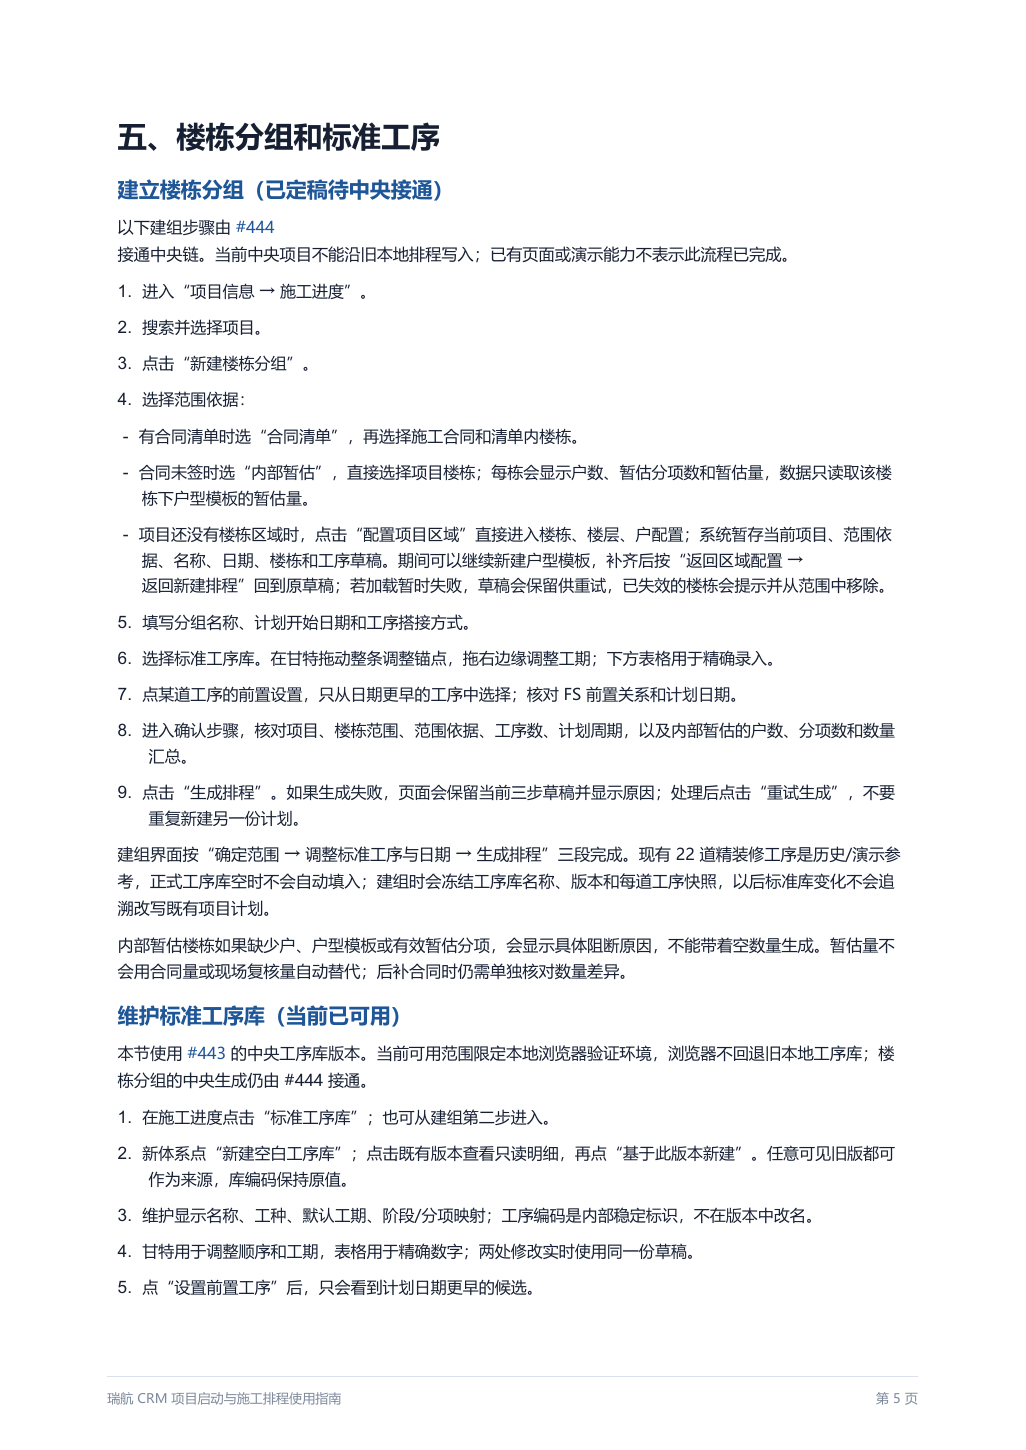 五、楼栋分组和标准工序
建立楼栋分组（已定稿待中央接通）
以下建组步骤由 #444
接通中央链。当前中央项目不能沿旧本地排程写入；已有页面或演示能力不表示此流程已完成。
1. 进入“项目信息 → 施工进度”。
2. 搜索并选择项目。
3. 点击“新建楼栋分组”。
4. 选择范围依据：
- 有合同清单时选“合同清单”，再选择施工合同和清单内楼栋。
- 合同未签时选“内部暂估”，直接选择项目楼栋；每栋会显示户数、暂估分项数和暂估量，数据只读取该楼
栋下户型模板的暂估量。
- 项目还没有楼栋区域时，点击“配置项目区域”直接进入楼栋、楼层、户配置；系统暂存当前项目、范围依
据、名称、日期、楼栋和工序草稿。期间可以继续新建户型模板，补齐后按“返回区域配置 →
返回新建排程”回到原草稿；若加载暂时失败，草稿会保留供重试，已失效的楼栋会提示并从范围中移除。
5. 填写分组名称、计划开始日期和工序搭接方式。
6. 选择标准工序库。在甘特拖动整条调整锚点，拖右边缘调整工期；下方表格用于精确录入。
7. 点某道工序的前置设置，只从日期更早的工序中选择；核对 FS 前置关系和计划日期。
8. 进入确认步骤，核对项目、楼栋范围、范围依据、工序数、计划周期，以及内部暂估的户数、分项数和数量
汇总。
9. 点击“生成排程”。如果生成失败，页面会保留当前三步草稿并显示原因；处理后点击“重试生成”，不要
重复新建另一份计划。
建组界面按“确定范围 → 调整标准工序与日期 → 生成排程”三段完成。现有 22 道精装修工序是历史/演示参
考，正式工序库空时不会自动填入；建组时会冻结工序库名称、版本和每道工序快照，以后标准库变化不会追
溯改写既有项目计划。
内部暂估楼栋如果缺少户、户型模板或有效暂估分项，会显示具体阻断原因，不能带着空数量生成。暂估量不
会用合同量或现场复核量自动替代；后补合同时仍需单独核对数量差异。
维护标准工序库（当前已可用）
本节使用 #443 的中央工序库版本。当前可用范围限定本地浏览器验证环境，浏览器不回退旧本地工序库；楼
栋分组的中央生成仍由 #444 接通。
1. 在施工进度点击“标准工序库”；也可从建组第二步进入。
2. 新体系点“新建空白工序库”；点击既有版本查看只读明细，再点“基于此版本新建”。任意可见旧版都可
作为来源，库编码保持原值。
3. 维护显示名称、工种、默认工期、阶段/分项映射；工序编码是内部稳定标识，不在版本中改名。
4. 甘特用于调整顺序和工期，表格用于精确数字；两处修改实时使用同一份草稿。
5. 点“设置前置工序”后，只会看到计划日期更早的候选。
瑞航 CRM 项目启动与施工排程使用指南
第 5 页